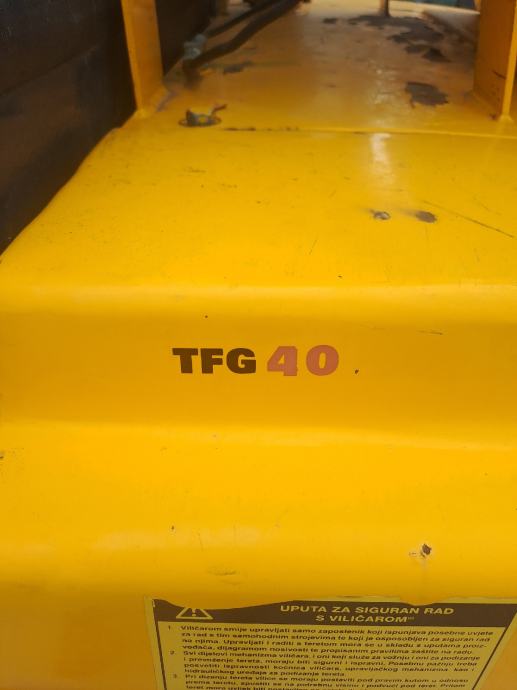 TFG 40
UPUTA ZA SIGURAN RAD
S VILIČAROM
1. Viličarom smije upravljati samo zaposlenik koji ispunjava posebne uvjete
za rad s tim samohodnim strojevima te koji je osposobljen za siguran rad
na njima. Upravljati i raditi s teretom mora se u skladu s uputama proiz-
vođača, dijagramom nosivosti te propisanim pravilima zaštite na radu.
2. Svi dijelovi mehanizma viličara, i oni koji služe za vožnju i oni za podizanje
i premještanje tereta, moraju biti sigurni i ispravni. Posebnu pažnju treba
posvetiti ispravnosti kočnica viličara, upravljačkog mehanizma, kao i
hidrauličkog uređaja za podizanje tereta.
3. Pri dizanju tereta vilice se moraju postaviti pod pravim kutom u odnosu
prema teretu, spustiti se na potrebnu visinu i podvući pod teret. Pritom
teret mora uvijek biti